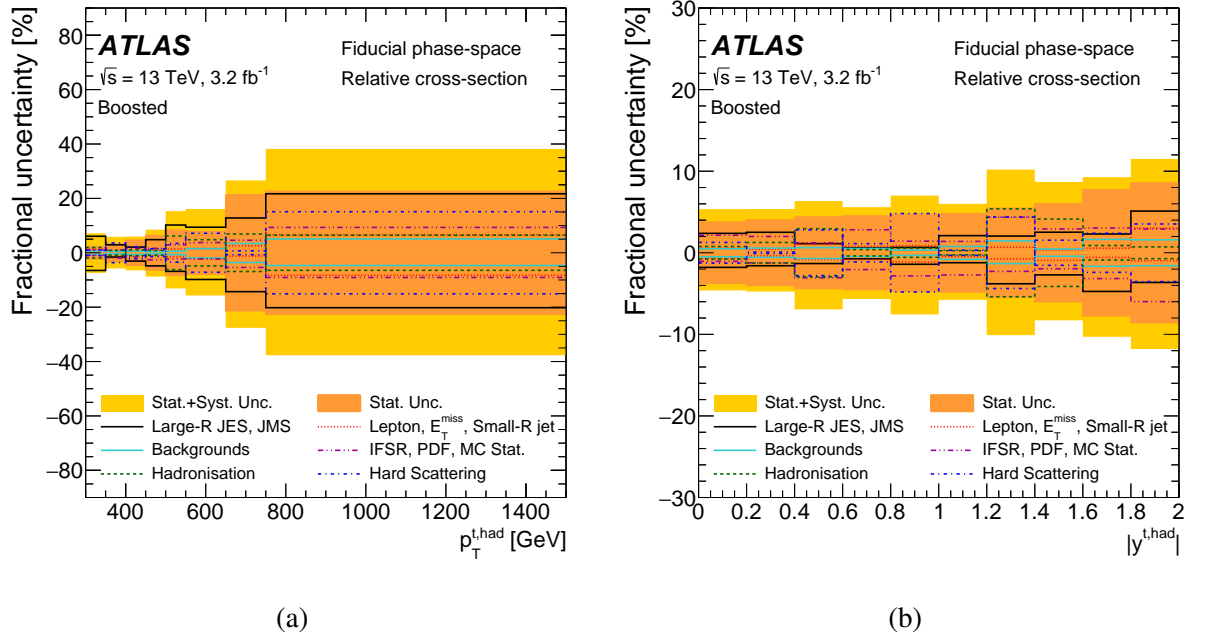 Fractional uncertainty [%]
80
60
40
20
0
−20
−40
−60
−80
ATLAS
Fiducial phase-space
√s = 13 TeV, 3.2 fb⁻¹
Relative cross-section
Boosted
Stat.+Syst. Unc.
Stat. Unc.
Large-R JES, JMS
Lepton, E_T^miss, Small-R jet
Backgrounds
IFSR, PDF, MC Stat.
Hadronisation
Hard Scattering
400 600 800 1000 1200 1400
p_T^t,had [GeV]
(a)
Fractional uncertainty [%]
30
20
10
0
−10
−20
−30
ATLAS
Fiducial phase-space
√s = 13 TeV, 3.2 fb⁻¹
Relative cross-section
Boosted
Stat.+Syst. Unc.
Stat. Unc.
Large-R JES, JMS
Lepton, E_T^miss, Small-R jet
Backgrounds
IFSR, PDF, MC Stat.
Hadronisation
Hard Scattering
0 0.2 0.4 0.6 0.8 1 1.2 1.4 1.6 1.8 2
|y^t,had|
(b)